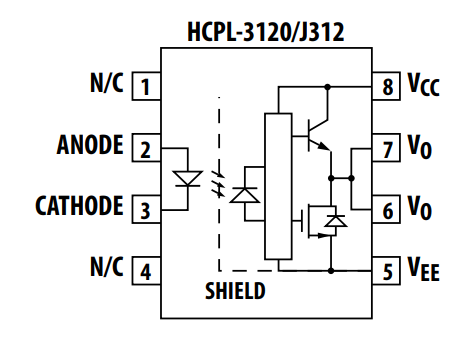 HCPL-3120/J312
N/C 1
8 VCC
ANODE 2
7 VO
CATHODE 3
6 VO
N/C 4
5 VEE
SHIELD